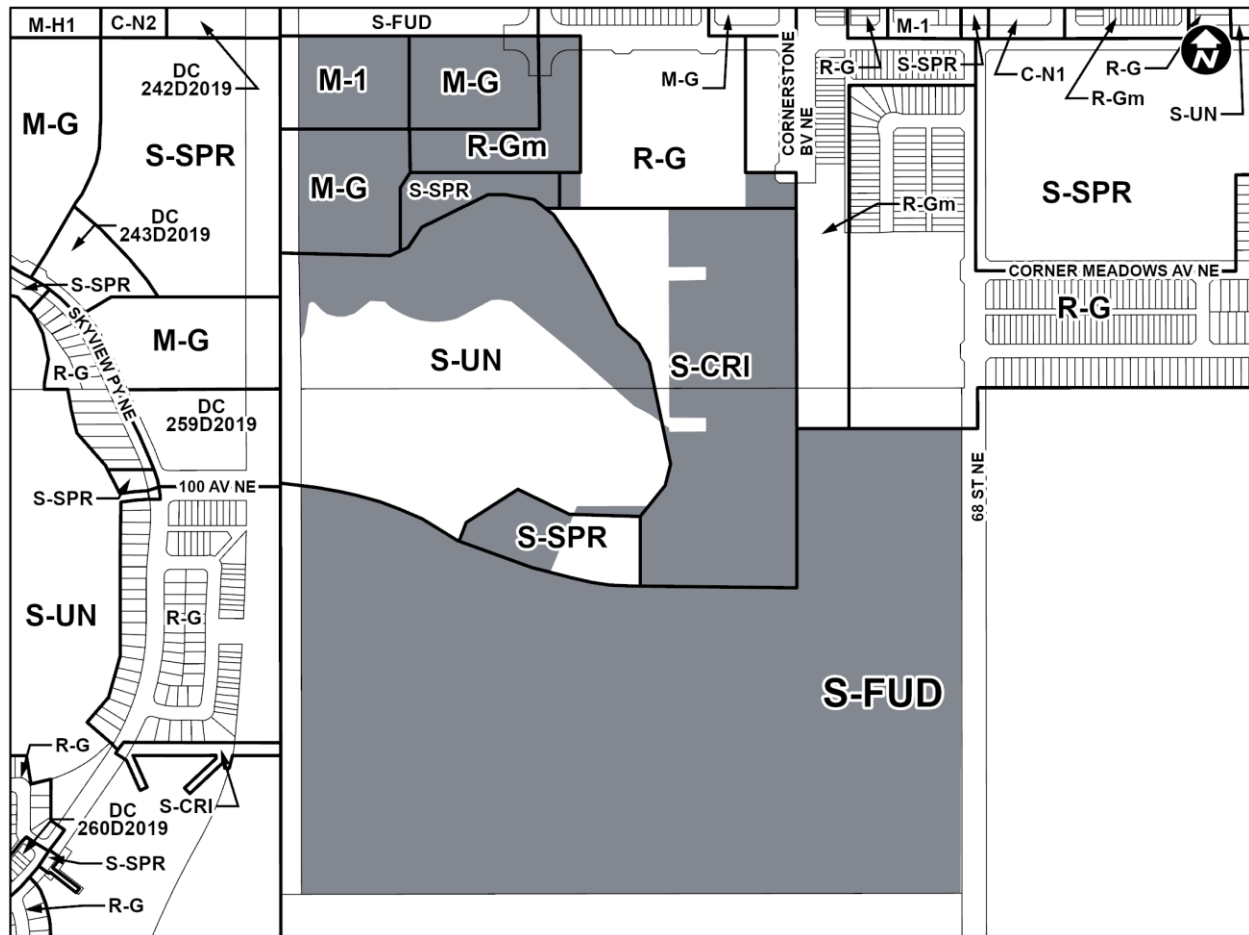 M-H1
C-N2
S-FUD
M-1
N
DC
242D2019
M-1
M-G
M-G
R-G
S-SPR
C-N1
R-G
R-Gm
S-UN
CORNERSTONE
BV NE
M-G
S-SPR
R-Gm
R-G
M-G
S-SPR
S-SPR
R-Gm
DC
243D2019
S-SPR
CORNER MEADOWS AV NE
SKYVIEW PY NE
R-G
M-G
R-G
S-UN
S-CRI
DC
259D2019
S-SPR
100 AV NE
68 ST NE
S-SPR
S-UN
R-G
S-FUD
R-G
S-CRI
DC
260D2019
S-SPR
R-G